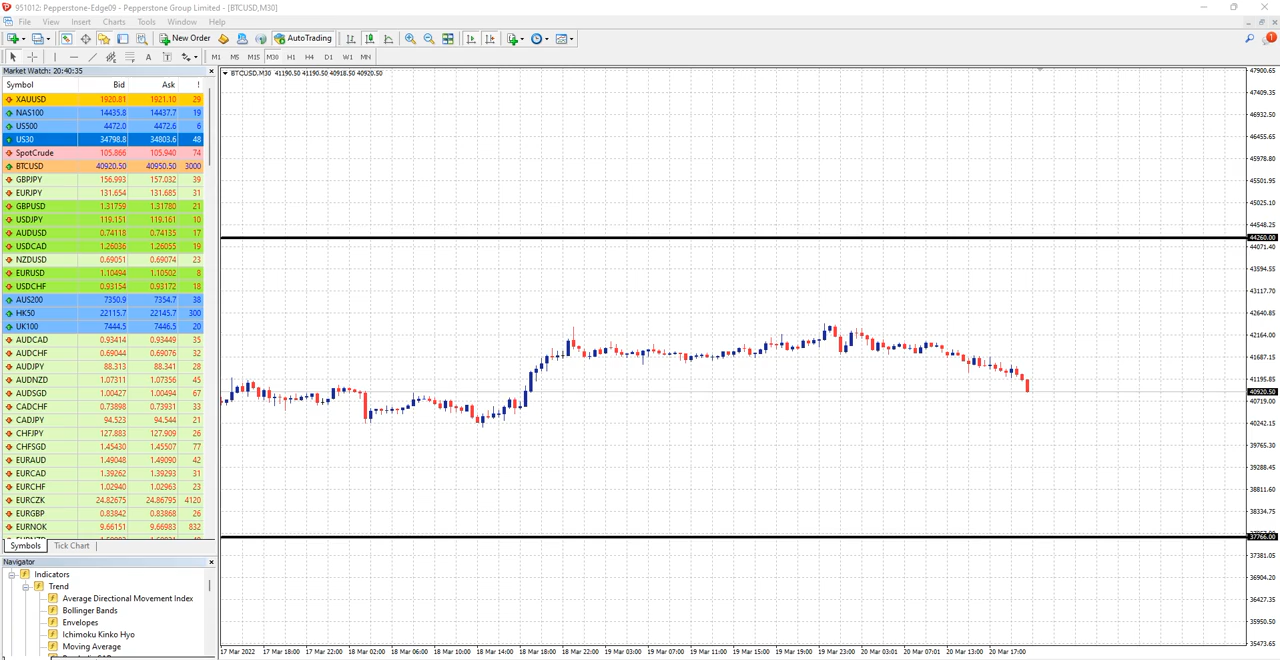 951012: Pepperstone-Edge09 - Pepperstone Group Limited - [BTCUSD,M30]
File View Insert Charts Tools Window Help
New Order AutoTrading 1
A T M1 M5 M15 M30 H1 H4 D1 W1 MN
Market Watch: 20:40:35
Symbol Bid Ask !
XAUUSD 1920.81 1921.10 29
NAS100 14435.8 14437.7 19
US500 4472.0 4472.6 6
US30 34798.8 34803.6 48
SpotCrude 105.866 105.940 74
BTCUSD 40920.50 40950.50 3000
GBPJPY 156.993 157.032 39
EURJPY 131.654 131.685 31
GBPUSD 1.31759 1.31780 21
USDJPY 119.151 119.161 10
AUDUSD 0.74118 0.74135 17
USDCAD 1.26036 1.26055 19
NZDUSD 0.69051 0.69074 23
EURUSD 1.10494 1.10502 8
USDCHF 0.93154 0.93172 18
AUS200 7350.9 7354.7 38
HK50 22115.7 22145.7 300
UK100 7444.5 7446.5 20
AUDCAD 0.93414 0.93449 35
AUDCHF 0.69044 0.69076 32
AUDJPY 88.313 88.341 28
AUDNZD 1.07311 1.07356 45
AUDSGD 1.00427 1.00494 67
CADCHF 0.73898 0.73931 33
CADJPY 94.523 94.544 21
CHFJPY 127.883 127.909 26
CHFSGD 1.45430 1.45507 77
EURAUD 1.49048 1.49090 42
EURCAD 1.39262 1.39293 31
EURCHF 1.02940 1.02963 23
EURCZK 24.82675 24.86795 4120
EURGBP 0.83842 0.83868 26
EURNOK 9.66151 9.66983 832
Symbols Tick Chart
Navigator
Indicators
Trend
Average Directional Movement Index
Bollinger Bands
Envelopes
Ichimoku Kinko Hyo
Moving Average
BTCUSD,M30 41190.50 41190.50 40918.50 40920.50
47900.65
47409.35
46932.50
46455.65
45978.80
45501.95
45025.10
44548.25
44260.00
44071.40
43594.55
43117.70
42640.85
42164.00
41667.15
41195.85
40920.50
40719.00
40242.15
39765.30
39288.45
38811.60
38334.75
37766.00
37381.05
36904.20
36427.35
35950.50
35473.65
17 Mar 2022 17 Mar 18:00 17 Mar 22:00 18 Mar 02:00 18 Mar 06:00 18 Mar 10:00 18 Mar 14:00 18 Mar 18:00 18 Mar 22:00 19 Mar 03:00 19 Mar 07:00 19 Mar 11:00 19 Mar 15:00 19 Mar 19:00 19 Mar 23:00 20 Mar 03:01 20 Mar 07:01 20 Mar 13:00 20 Mar 17:00